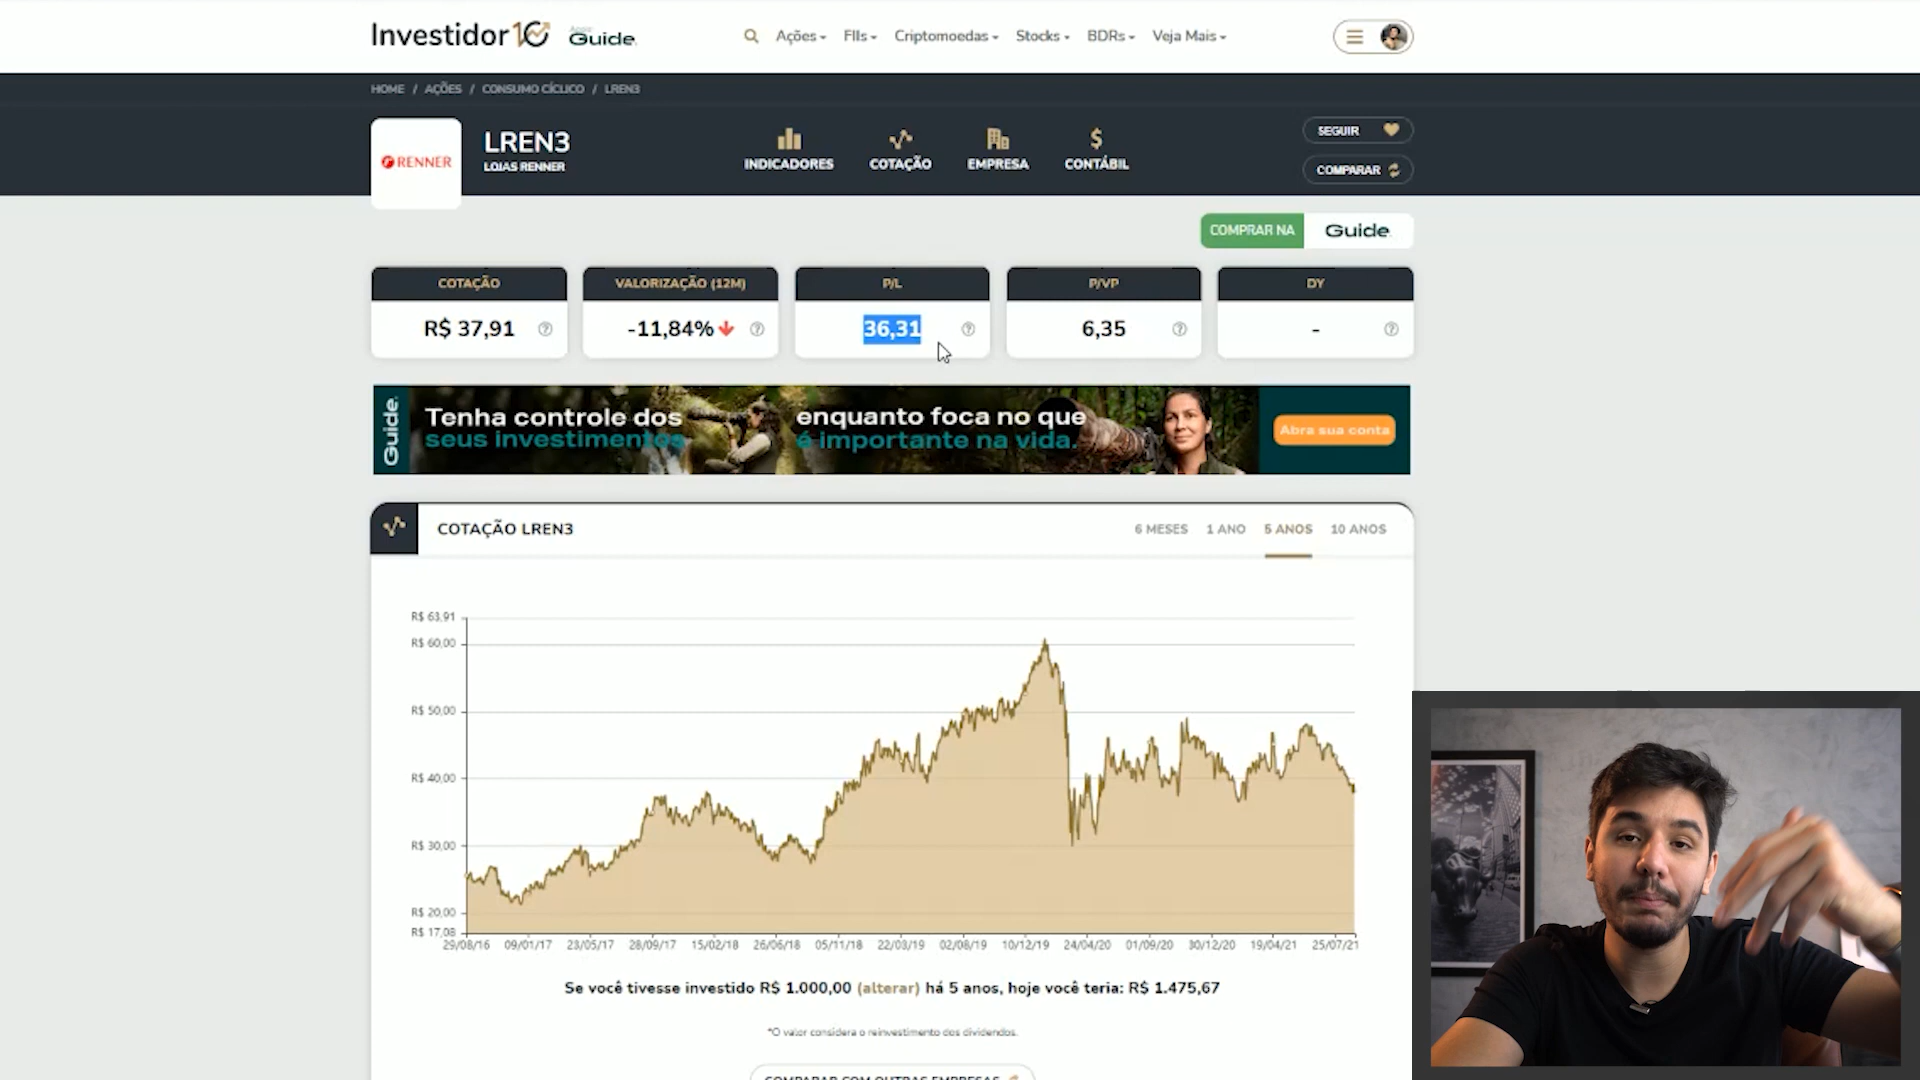 Investidor10
Guide.
Ações
FIIs
Criptomoedas
Stocks
BDRs
Veja Mais
HOME / AÇÕES / CONSUMO CÍCLICO / LREN3
RENNER
LREN3
LOJAS RENNER
INDICADORES
COTAÇÃO
EMPRESA
CONTÁBIL
SEGUIR
COMPARAR
COMPRAR NA
Guide.
COTAÇÃO
R$ 37,91
VALORIZAÇÃO (12M)
-11,84%
P/L
36,31
P/VP
6,35
DY
-
Guide.
Tenha controle dos
seus investimentos
enquanto foca no que
é importante na vida.
Abra sua conta
COTAÇÃO LREN3
6 MESES
1 ANO
5 ANOS
10 ANOS
R$ 63,91
R$ 60,00
R$ 50,00
R$ 40,00
R$ 30,00
R$ 20,00
R$ 17,08
29/08/16 09/01/17 23/05/17 28/09/17 15/02/18 26/06/18 05/11/18 22/03/19 02/08/19 10/12/19 24/04/20 01/09/20 30/12/20 19/04/21 25/07/21
Se você tivesse investido R$ 1.000,00 (alterar) há 5 anos, hoje você teria: R$ 1.475,67
*O valor considera o reinvestimento dos dividendos.
COMPARAR COM OUTRAS EMPRESAS